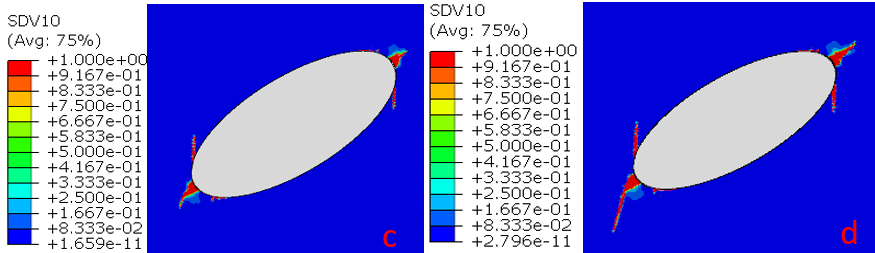 SDV10
(Avg: 75%)
+1.000e+00
+9.167e-01
+8.333e-01
+7.500e-01
+6.667e-01
+5.833e-01
+5.000e-01
+4.167e-01
+3.333e-01
+2.500e-01
+1.667e-01
+8.333e-02
+1.659e-11
c
SDV10
(Avg: 75%)
+1.000e+00
+9.167e-01
+8.333e-01
+7.500e-01
+6.667e-01
+5.833e-01
+5.000e-01
+4.167e-01
+3.333e-01
+2.500e-01
+1.667e-01
+8.333e-02
+2.796e-11
d